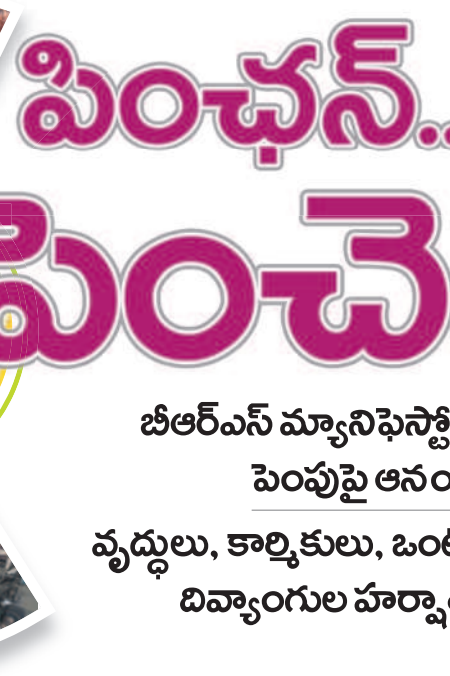 పింఛన్..
పెంచె
బీఆర్ఎస్ మ్యానిఫెస్టో
పెంపుపై ఆనం
వృద్ధులు, కార్మికులు, ఒంట
దివ్యాంగుల హర్షా